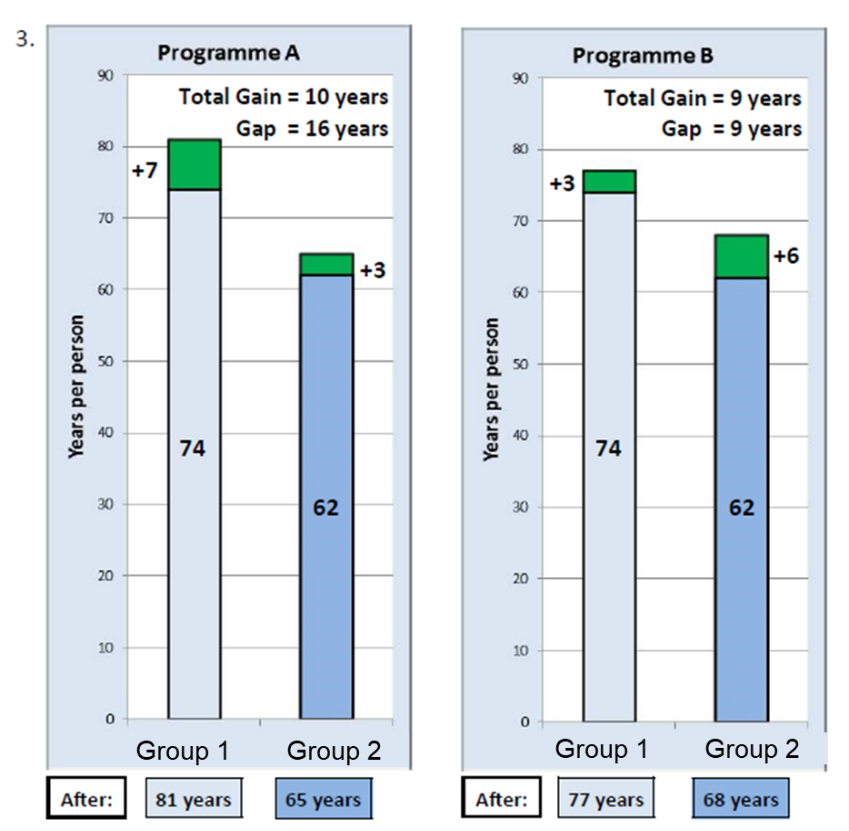 3.
Programme A
Total Gain = 10 years
Gap = 16 years
90
80
70
60
50
40
30
20
10
0
Years per person
+7
+3
74
62
Group 1
Group 2
After:
81 years
65 years
Programme B
Total Gain = 9 years
Gap = 9 years
90
80
70
60
50
40
30
20
10
0
Years per person
+3
+6
74
62
Group 1
Group 2
After:
77 years
68 years